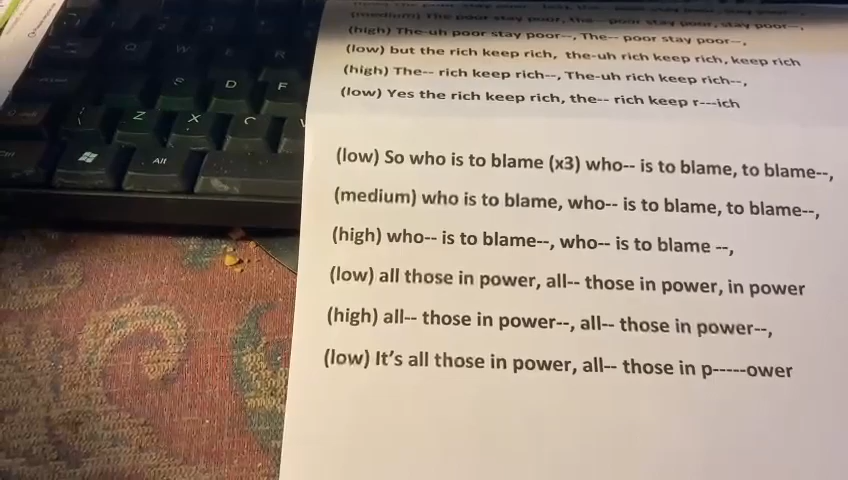 (medium) The poor stay poor, the-- poor stay poor, stay poor--,
(high) The-uh poor stay poor--, The-- poor stay poor--,
(low) but the rich keep rich, the-uh rich keep rich, keep rich
(high) The-- rich keep rich--, The-uh rich keep rich--,
(low) Yes the rich keep rich, the-- rich keep r---ich
(low) So who is to blame (x3) who-- is to blame, to blame--,
(medium) who is to blame, who-- is to blame, to blame--,
(high) who-- is to blame--, who-- is to blame --,
(low) all those in power, all-- those in power, in power
(high) all-- those in power--, all-- those in power--,
(low) It's all those in power, all-- those in p-----ower
Q W E R
S D F
Z X C
Alt